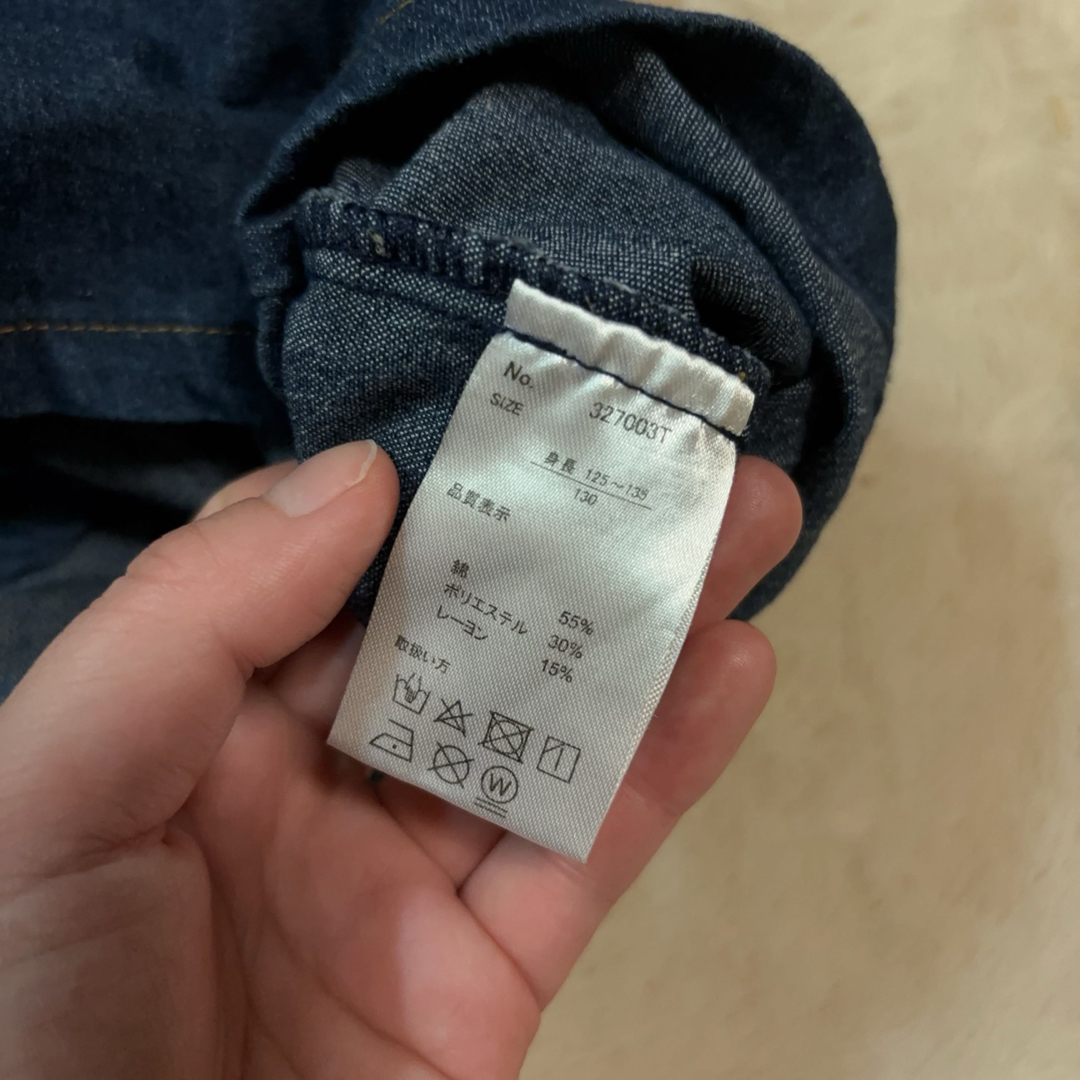 No. 327003T
SIZE
身長 125～135
130
品質表示
綿 55%
ポリエステル 30%
レーヨン 15%
取扱い方
W